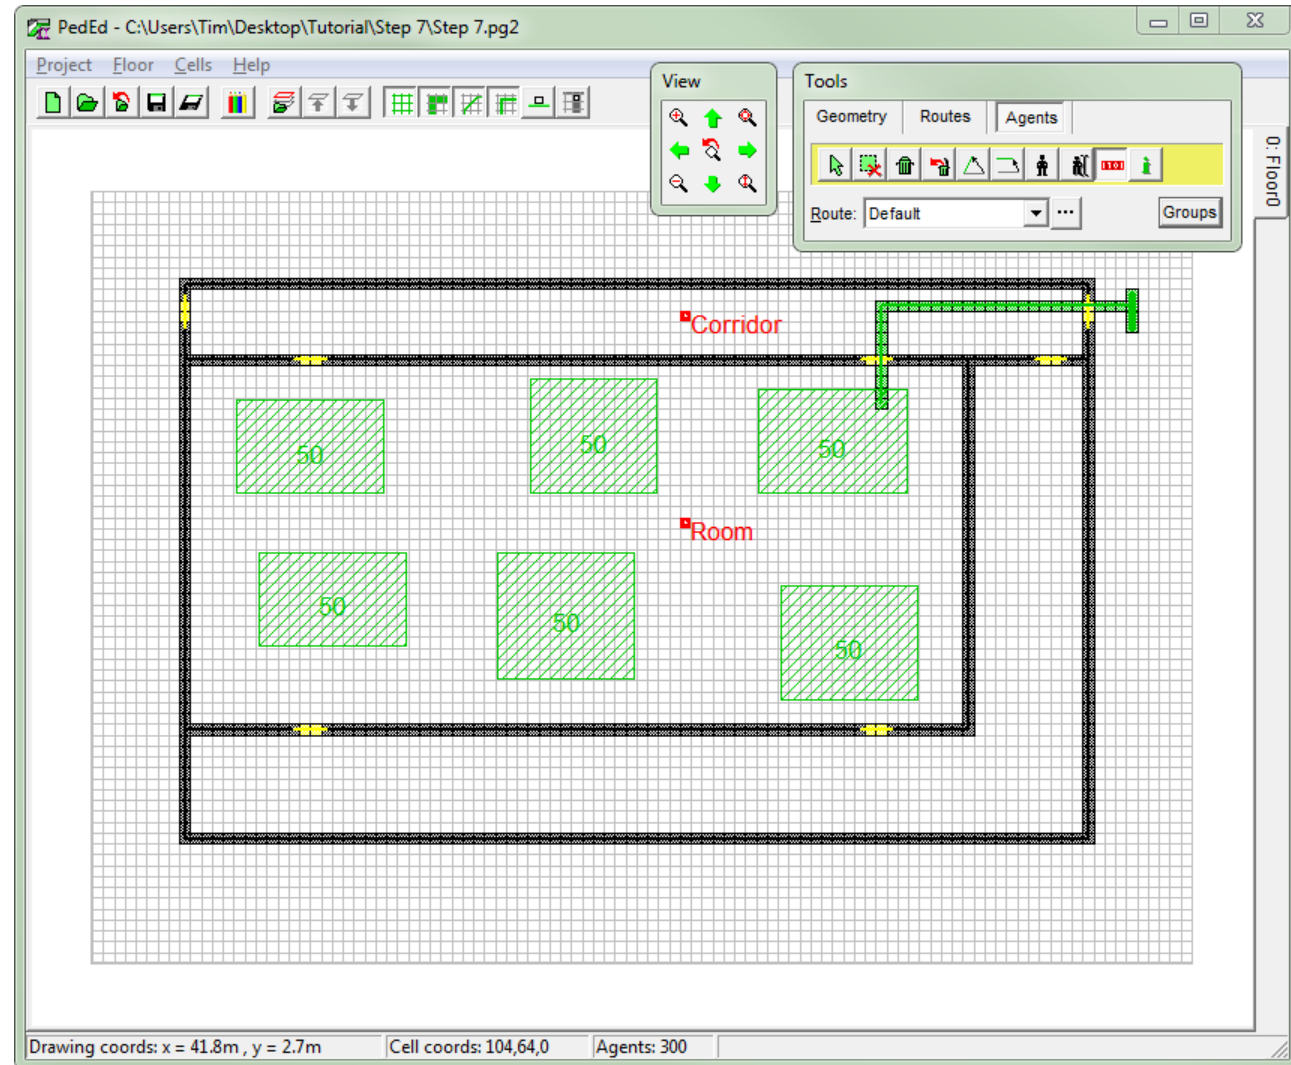 PedEd - C:\Users\Tim\Desktop\Tutorial\Step 7\Step 7.pg2
Project Floor Cells Help
View
Tools
Geometry Routes Agents
Route: Default ... Groups
0: Floor0
Corridor
50 50 50
Room
50 50 50
Drawing coords: x = 41.8m , y = 2.7m Cell coords: 104,64,0 Agents: 300